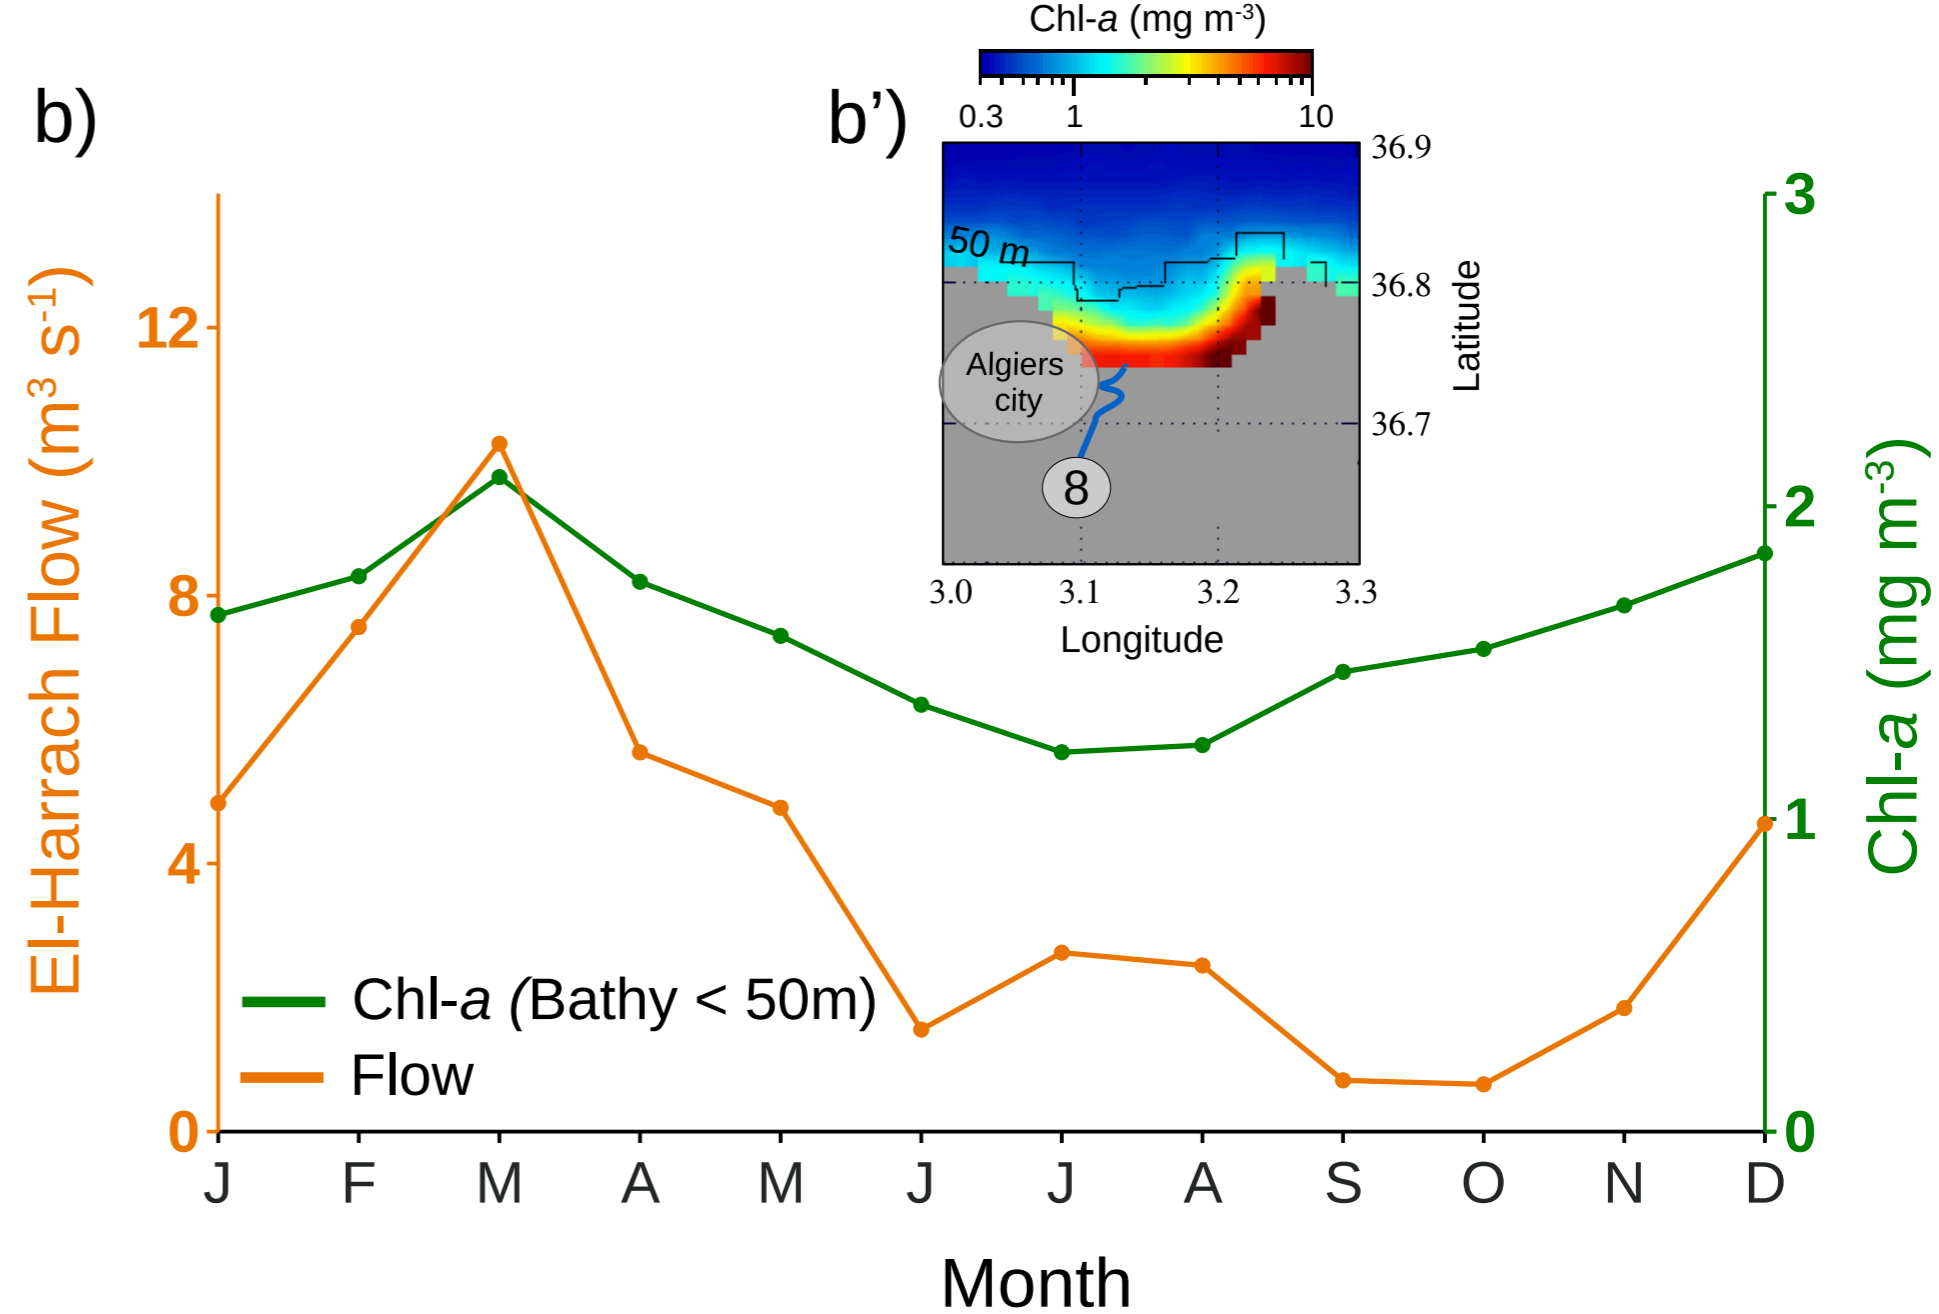 Chl-a (mg m-3)
0.3 1 10
b)
b’)
36.9
36.8
36.7
Latitude
50 m
Algiers
city
8
3.0 3.1 3.2 3.3
Longitude
El-Harrach Flow (m3 s-1)
12
8
4
0
3
2
1
0
Chl-a (mg m-3)
Chl-a (Bathy < 50m)
Flow
J F M A M J J A S O N D
Month